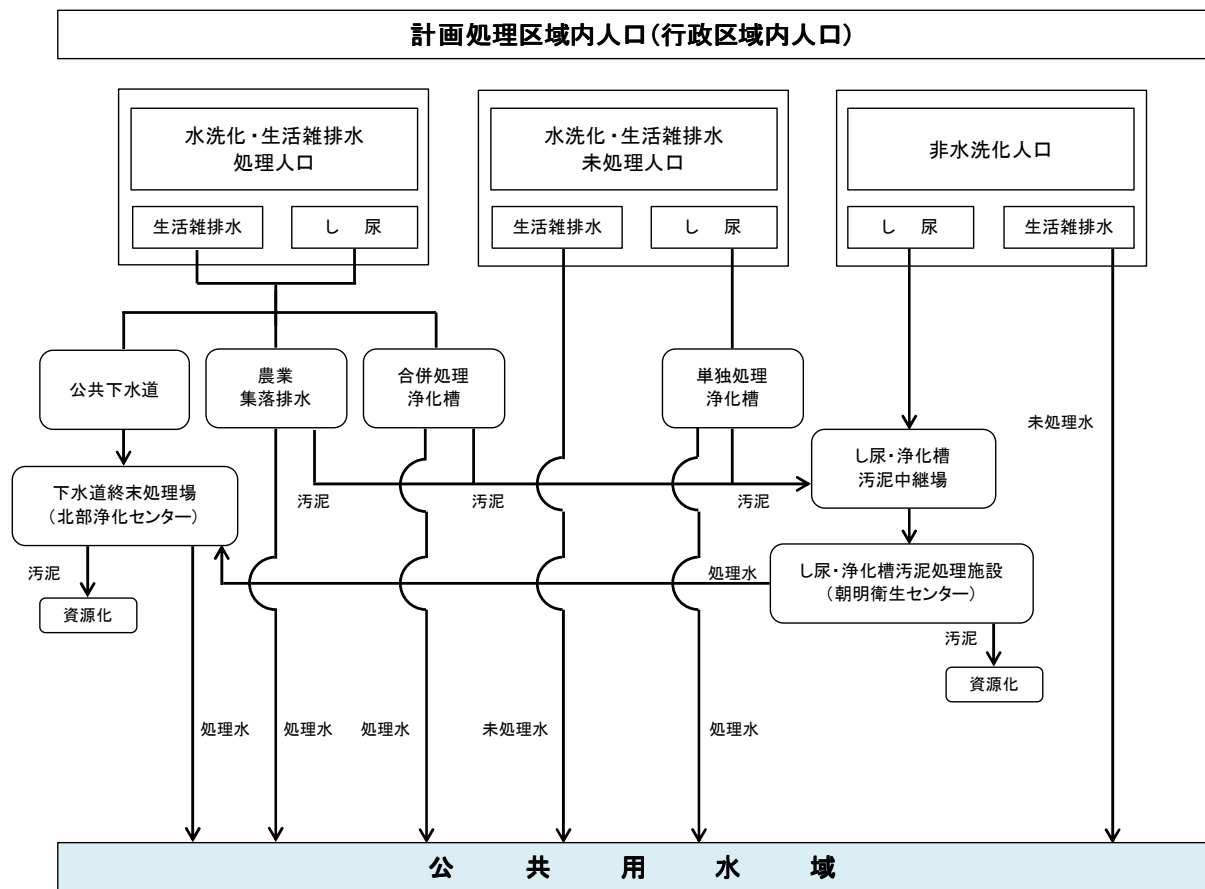 計画処理区域内人口（行政区域内人口）
水洗化・生活雑排水
処理人口
水洗化・生活雑排水
未処理人口
非水洗化人口
生活雑排水
し　尿
生活雑排水
し　尿
し　尿
生活雑排水
公共下水道
農業
集落排水
合併処理
浄化槽
単独処理
浄化槽
未処理水
し尿・浄化槽
汚泥中継場
下水道終末処理場
（北部浄化センター）
汚泥
汚泥
汚泥
汚泥
処理水
し尿・浄化槽汚泥処理施設
（朝明衛生センター）
資源化
汚泥
資源化
処理水
処理水
処理水
未処理水
処理水
公　共　用　水　域